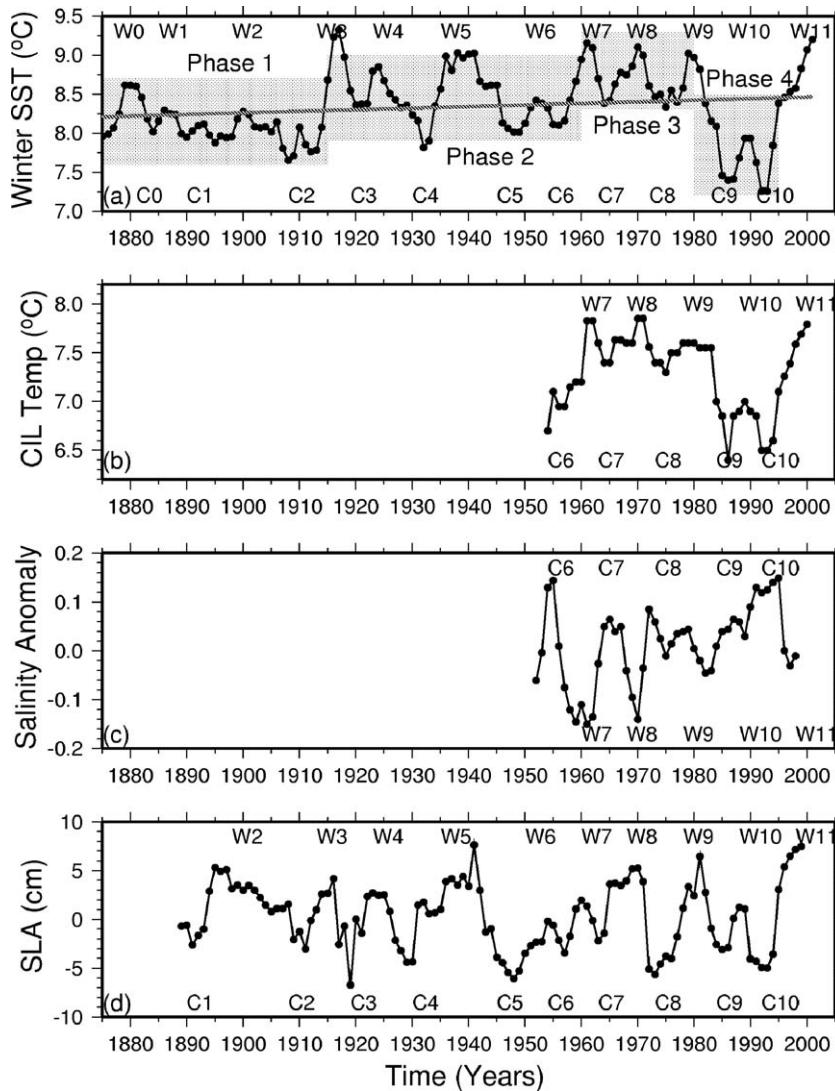 Winter SST (ºC)
9.5
9.0
8.5
8.0
7.5
7.0
W0 W1 W2 W3 W4 W5 W6 W7 W8 W9 W10 W11
Phase 1
Phase 4
Phase 3
Phase 2
(a) C0 C1 C2 C3 C4 C5 C6 C7 C8 C9 C10
1880 1890 1900 1910 1920 1930 1940 1950 1960 1970 1980 1990 2000
CIL Temp (ºC)
8.0
7.5
7.0
6.5
W7 W8 W9 W10 W11
(b) C6 C7 C8 C9 C10
1880 1890 1900 1910 1920 1930 1940 1950 1960 1970 1980 1990 2000
Salinity Anomaly
0.2
0.1
0.0
-0.1
-0.2
C6 C7 C8 C9 C10
(c) W7 W8 W9 W10 W11
1880 1890 1900 1910 1920 1930 1940 1950 1960 1970 1980 1990 2000
SLA (cm)
10
5
0
-5
-10
W2 W3 W4 W5 W6 W7 W8 W9 W10 W11
(d) C1 C2 C3 C4 C5 C6 C7 C8 C9 C10
1880 1890 1900 1910 1920 1930 1940 1950 1960 1970 1980 1990 2000
Time (Years)